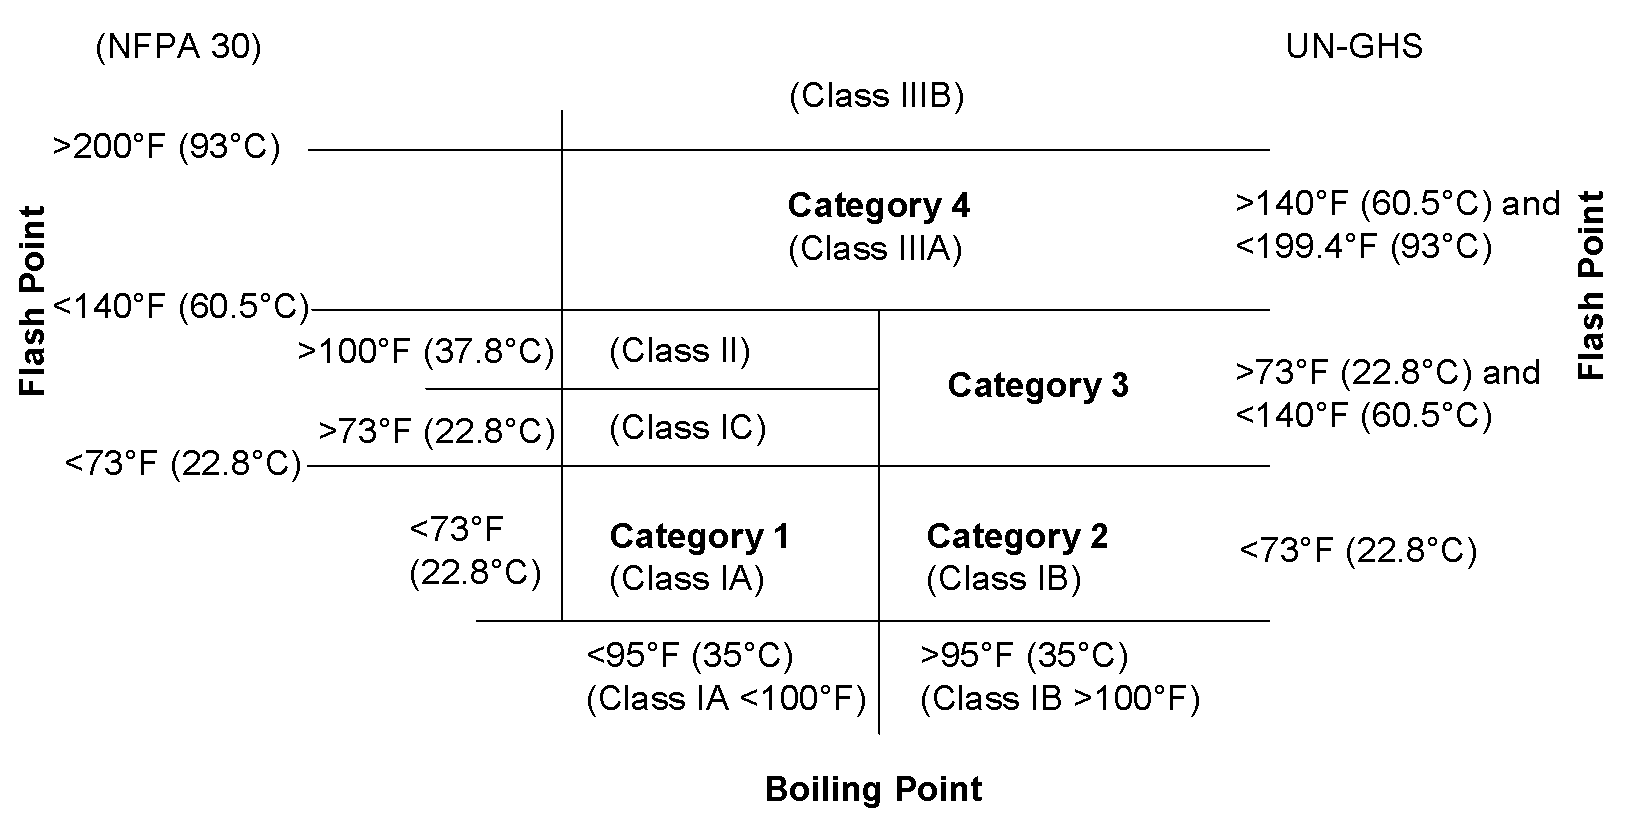 (NFPA 30)
UN-GHS
(Class IIIB)
>200°F (93°C)
Flash Point
Category 4
(Class IIIA)
>140°F (60.5°C) and
<199.4°F (93°C)
Flash Point
<140°F (60.5°C)
>100°F (37.8°C)
(Class II)
Category 3
>73°F (22.8°C) and
<140°F (60.5°C)
>73°F (22.8°C)
(Class IC)
<73°F (22.8°C)
<73°F
(22.8°C)
Category 1
(Class IA)
Category 2
(Class IB)
<73°F (22.8°C)
<95°F (35°C)
(Class IA <100°F)
>95°F (35°C)
(Class IB >100°F)
Boiling Point